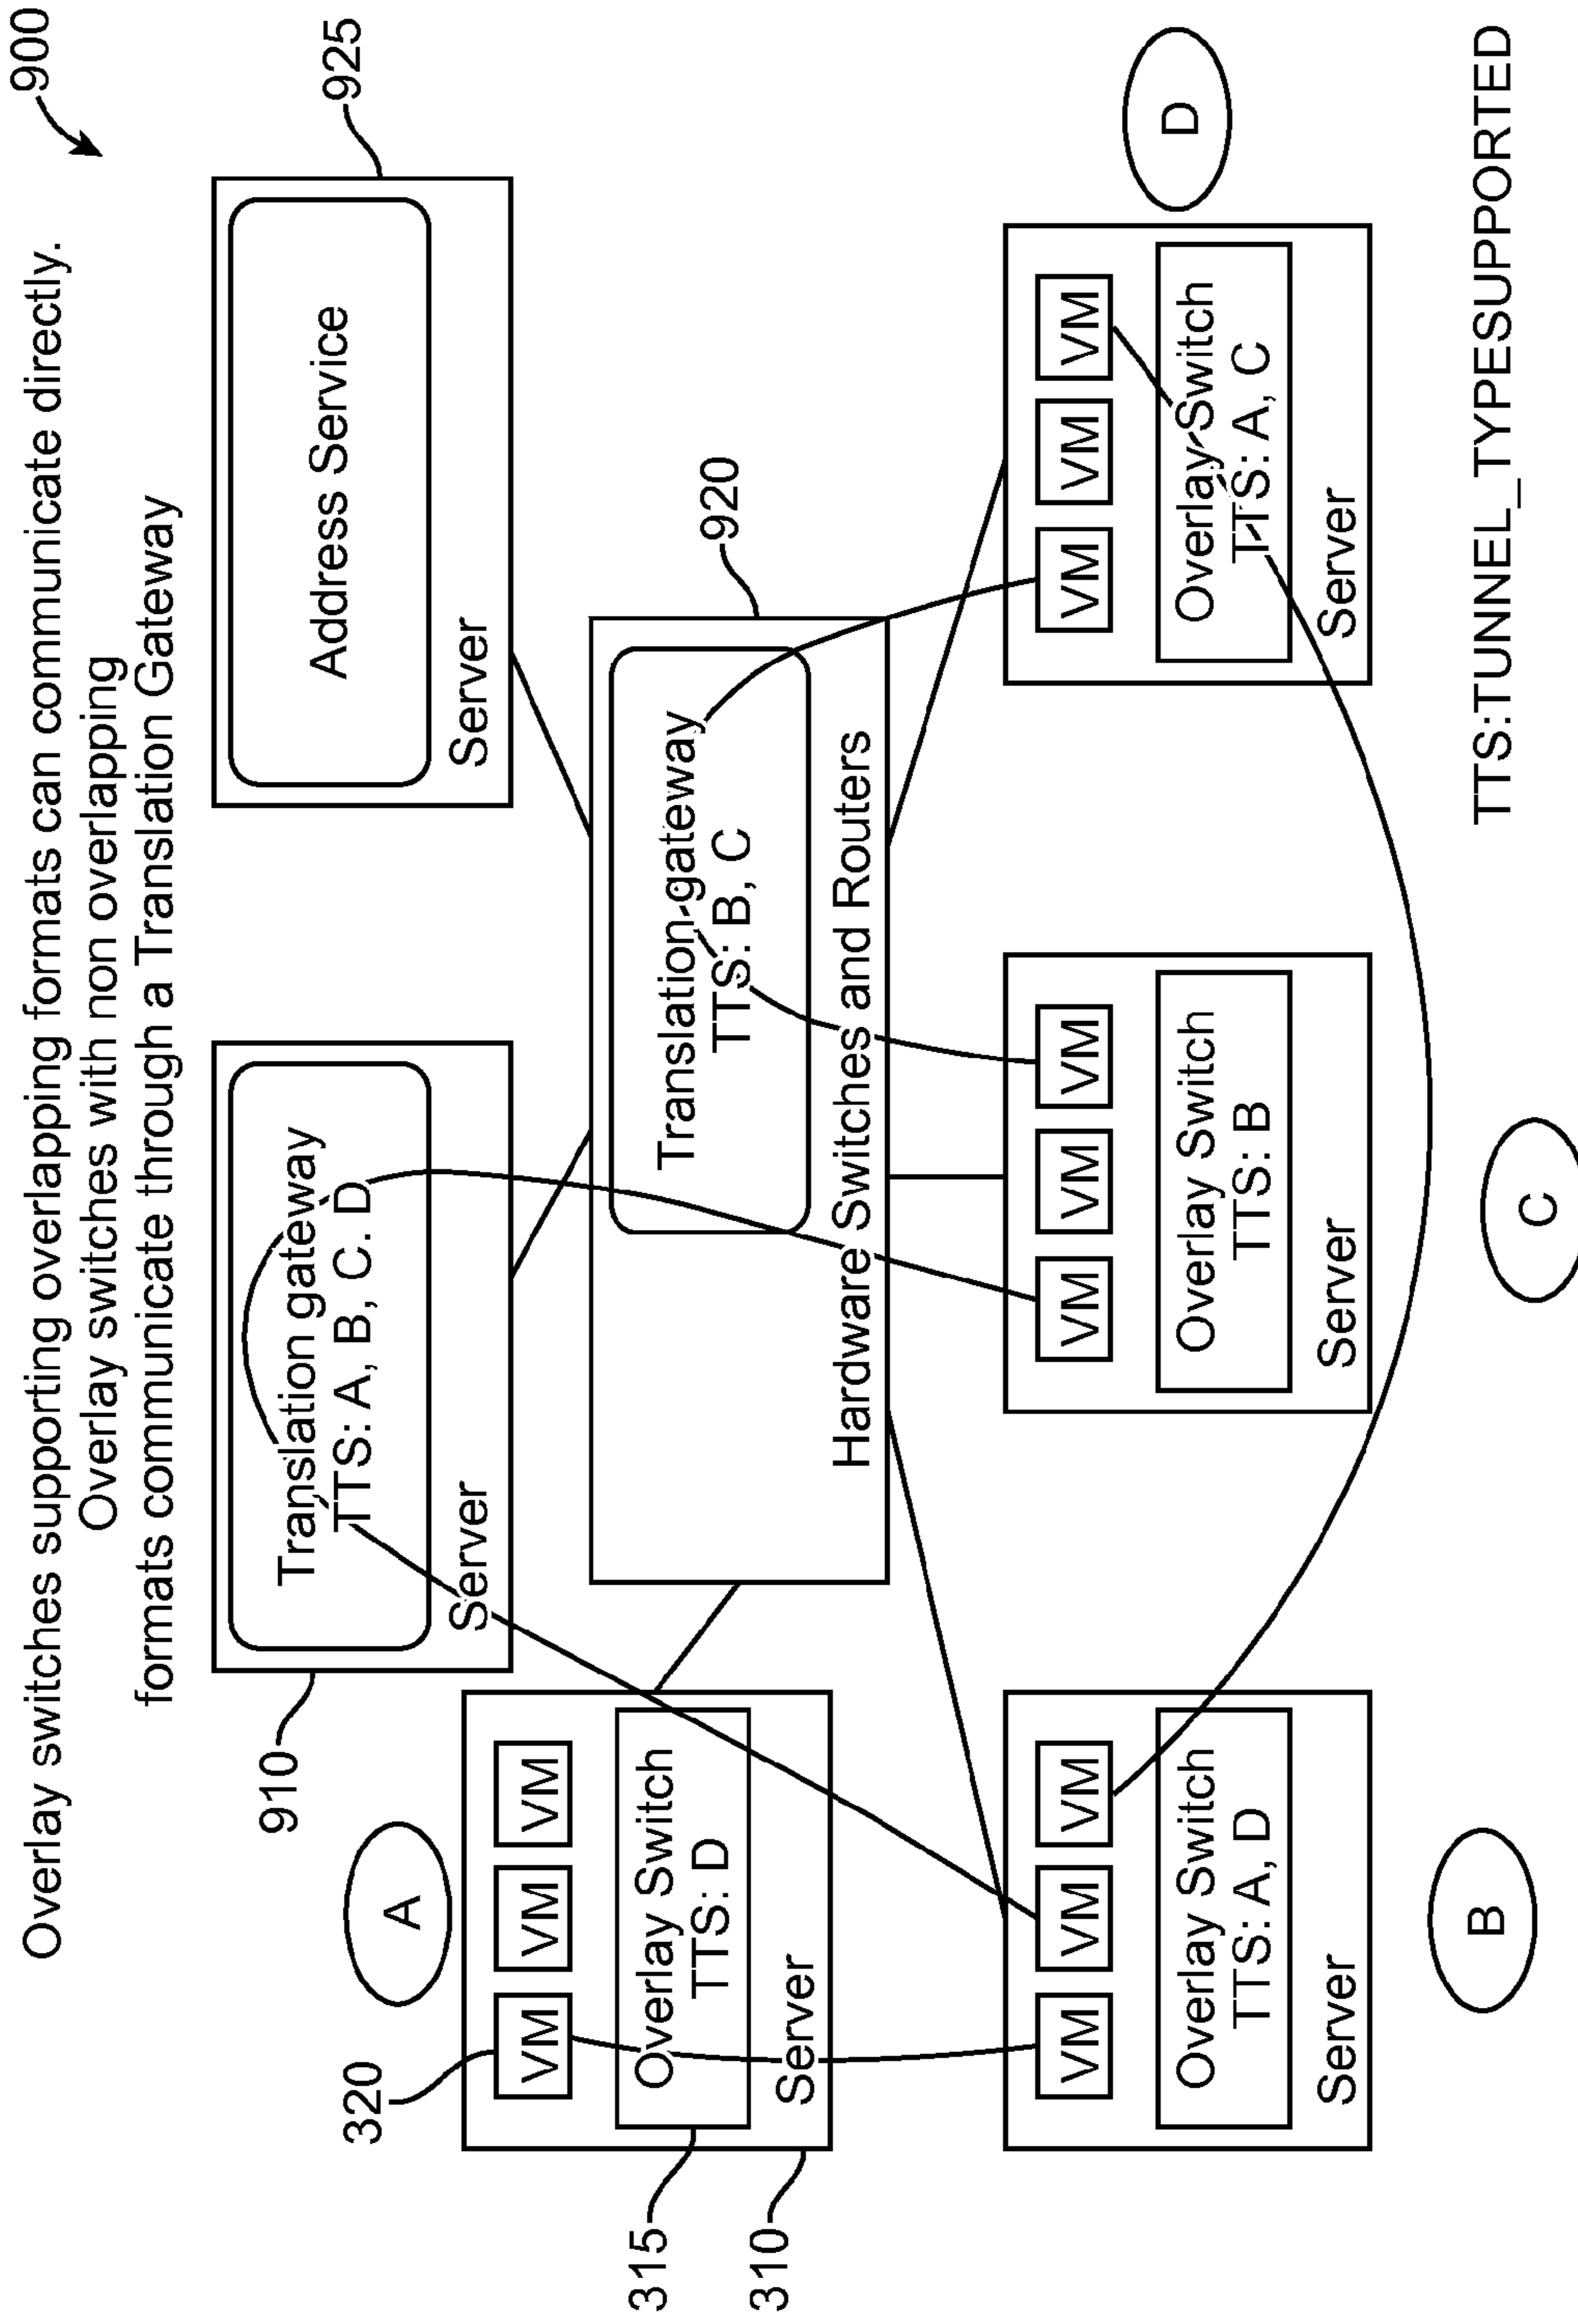 900
Overlay switches supporting overlapping formats can communicate directly.
Overlay switches with non overlapping
formats communicate through a Translation Gateway
910
Translation gateway
TTS: A, B, C. D
Server
925
Address Service
Server
A
320
VM
VM
VM
Overlay Switch
TTS: D
Server
315
310
920
Translation gateway
TTS: B, C
Hardware Switches and Routers
VM
VM
VM
Overlay Switch
TTS: A, D
Server
B
VM
VM
VM
Overlay Switch
TTS: B
Server
C
VM
VM
VM
Overlay Switch
TTS: A, C
Server
D
TTS:TUNNEL_TYPESUPPORTED